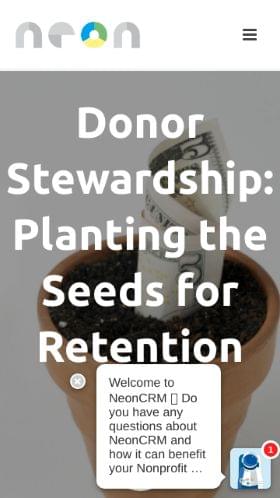 neon
Donor
Stewardship:
Planting the
Seeds for
Retention
Welcome to
NeonCRM ▯ Do
you have any
questions about
NeonCRM and
how it can benefit
your Nonprofit ...
1